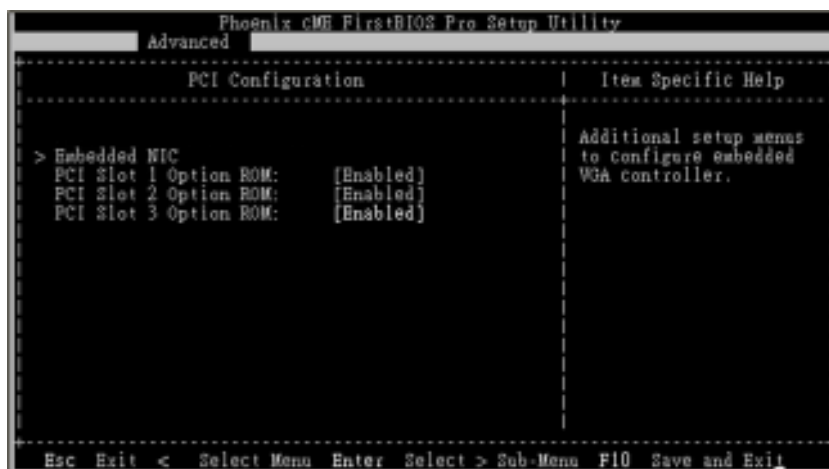 Phoenix cME FirstBIOS Pro Setup Utility
Advanced
PCI Configuration
Item Specific Help
> Embedded NIC
PCI Slot 1 Option ROM: [Enabled]
PCI Slot 2 Option ROM: [Enabled]
PCI Slot 3 Option ROM: [Enabled]
Additional setup menus
to configure embedded
VGA controller.
Esc Exit < Select Menu Enter Select > Sub-Menu F10 Save and Exit